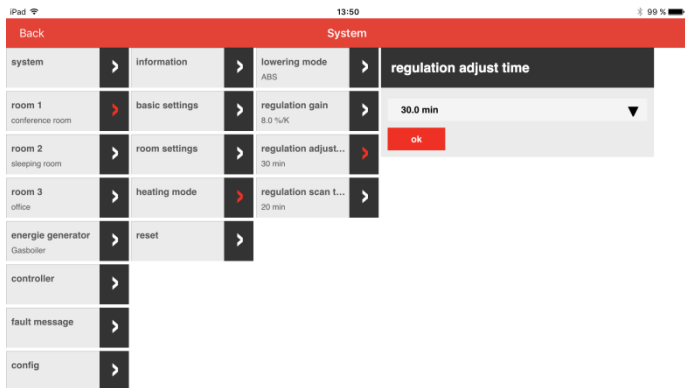 iPad
13:50
99 %
Back
System
system
room 1
conference room
room 2
sleeping room
room 3
office
energie generator
Gasboiler
controller
fault message
config
information
basic settings
room settings
heating mode
reset
lowering mode
ABS
regulation gain
8.0 %/K
regulation adjust...
30 min
regulation scan t...
20 min
regulation adjust time
30.0 min
ok